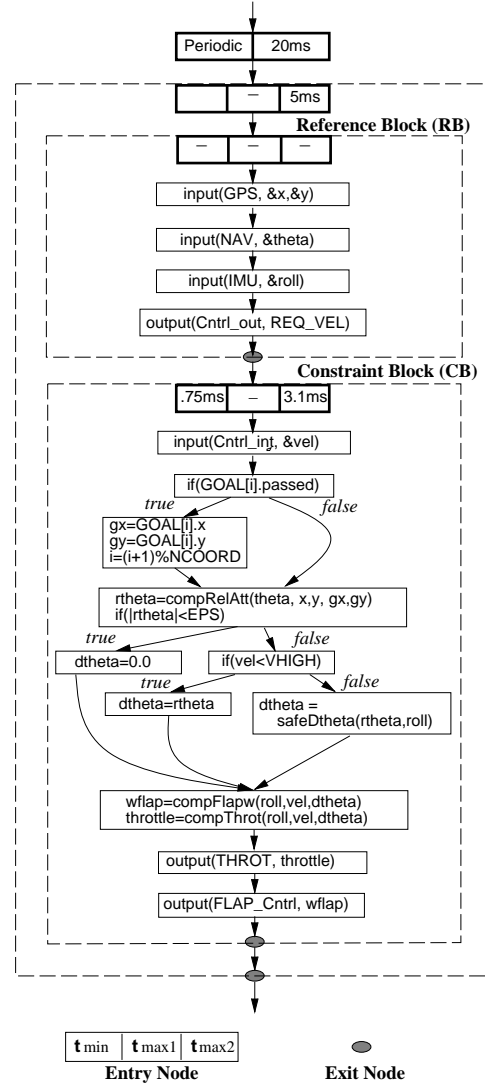 Periodic 20ms
– 5ms
Reference Block (RB)
– – –
input(GPS, &x,&y)
input(NAV, &theta)
input(IMU, &roll)
output(Cntrl_out, REQ_VEL)
Constraint Block (CB)
.75ms – 3.1ms
input(Cntrl_int, &vel)
if(GOAL[i].passed)
true false
gx=GOAL[i].x
gy=GOAL[i].y
i=(i+1)%NCOORD
rtheta=compRelAtt(theta, x,y, gx,gy)
if(|rtheta|<EPS)
true false
dtheta=0.0 if(vel<VHIGH)
true false
dtheta=rtheta
dtheta =
safeDtheta(rtheta,roll)
wflap=compFlapw(roll,vel,dtheta)
throttle=compThrot(roll,vel,dtheta)
output(THROT, throttle)
output(FLAP_Cntrl, wflap)
tmin tmax1 tmax2
Entry Node Exit Node